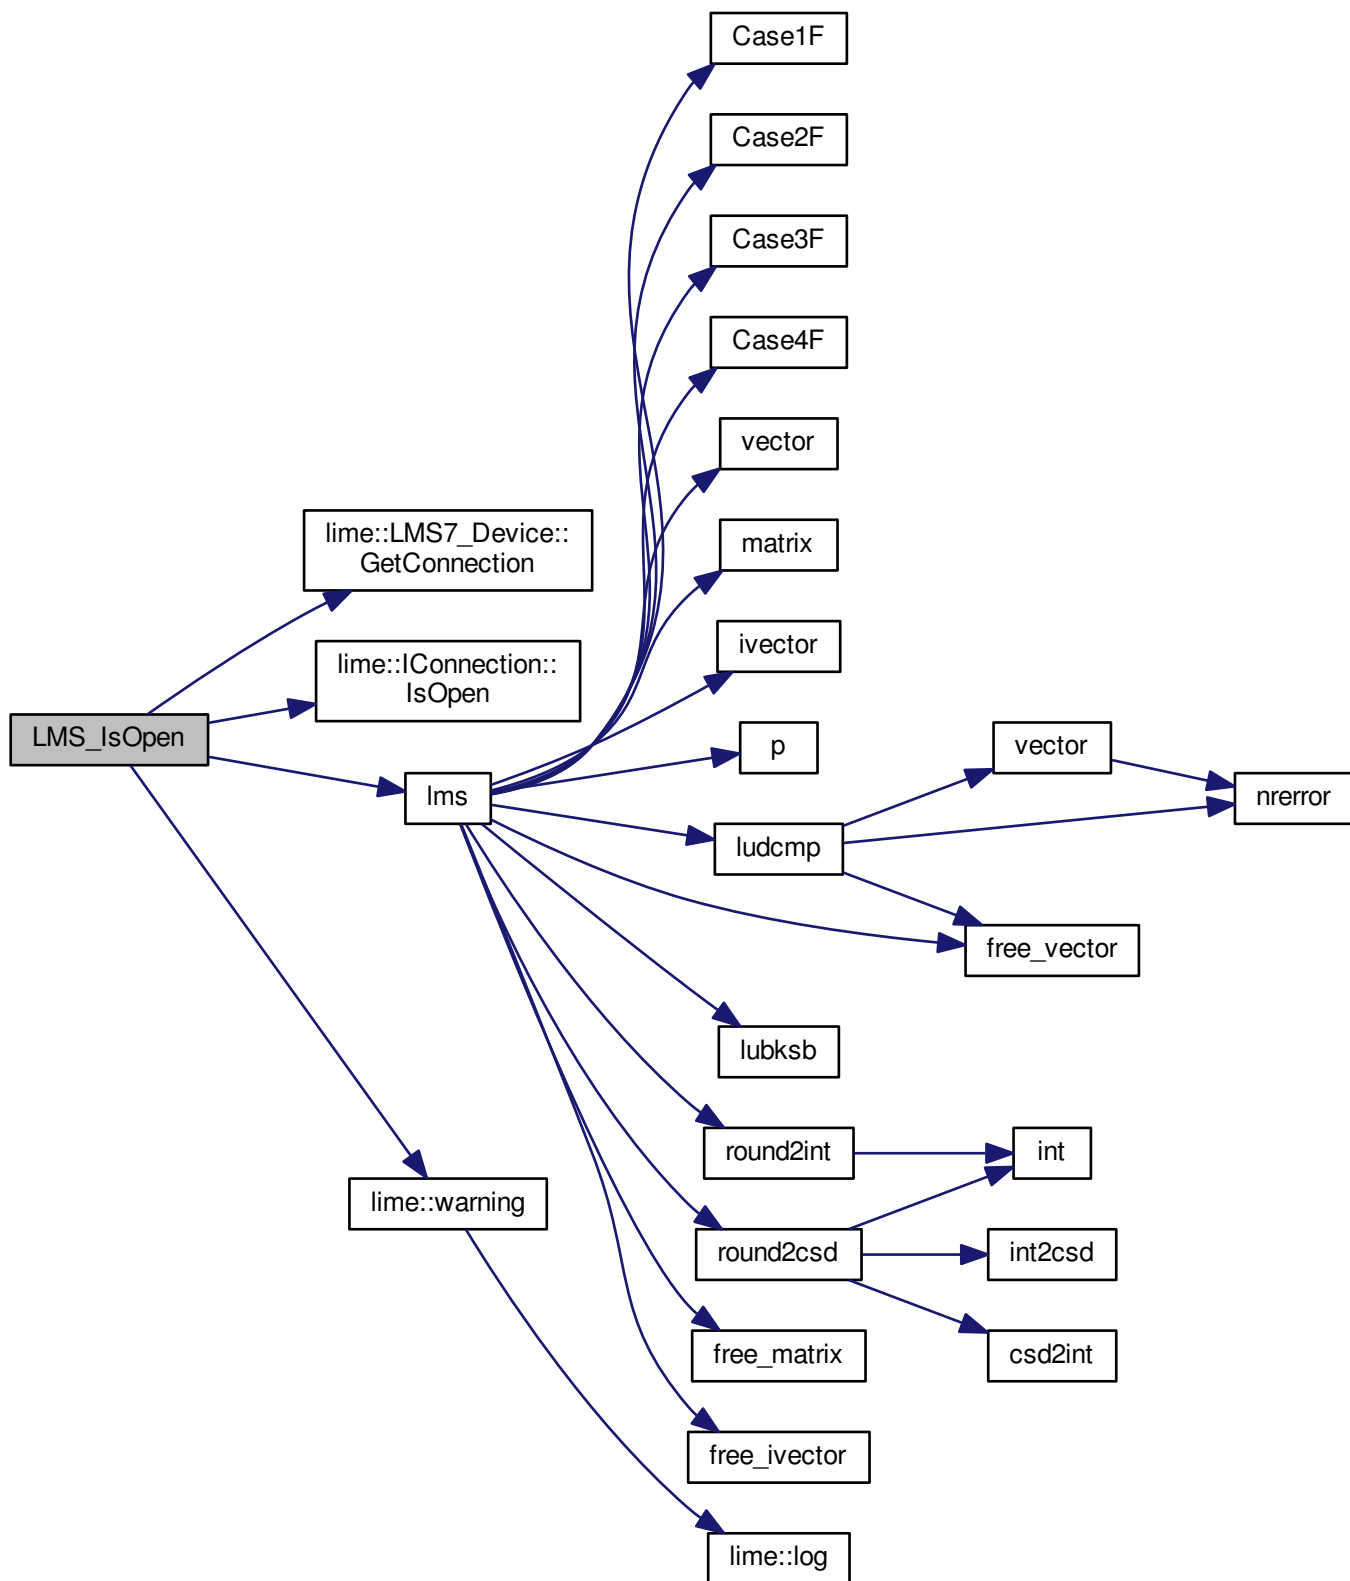 Case1F
Case2F
Case3F
Case4F
vector
lime::LMS7_Device::
GetConnection
matrix
ivector
lime::IConnection::
IsOpen
LMS_IsOpen
p
vector
lms
nrerror
ludcmp
free_vector
lubksb
round2int
int
lime::warning
round2csd
int2csd
free_matrix
csd2int
free_ivector
lime::log